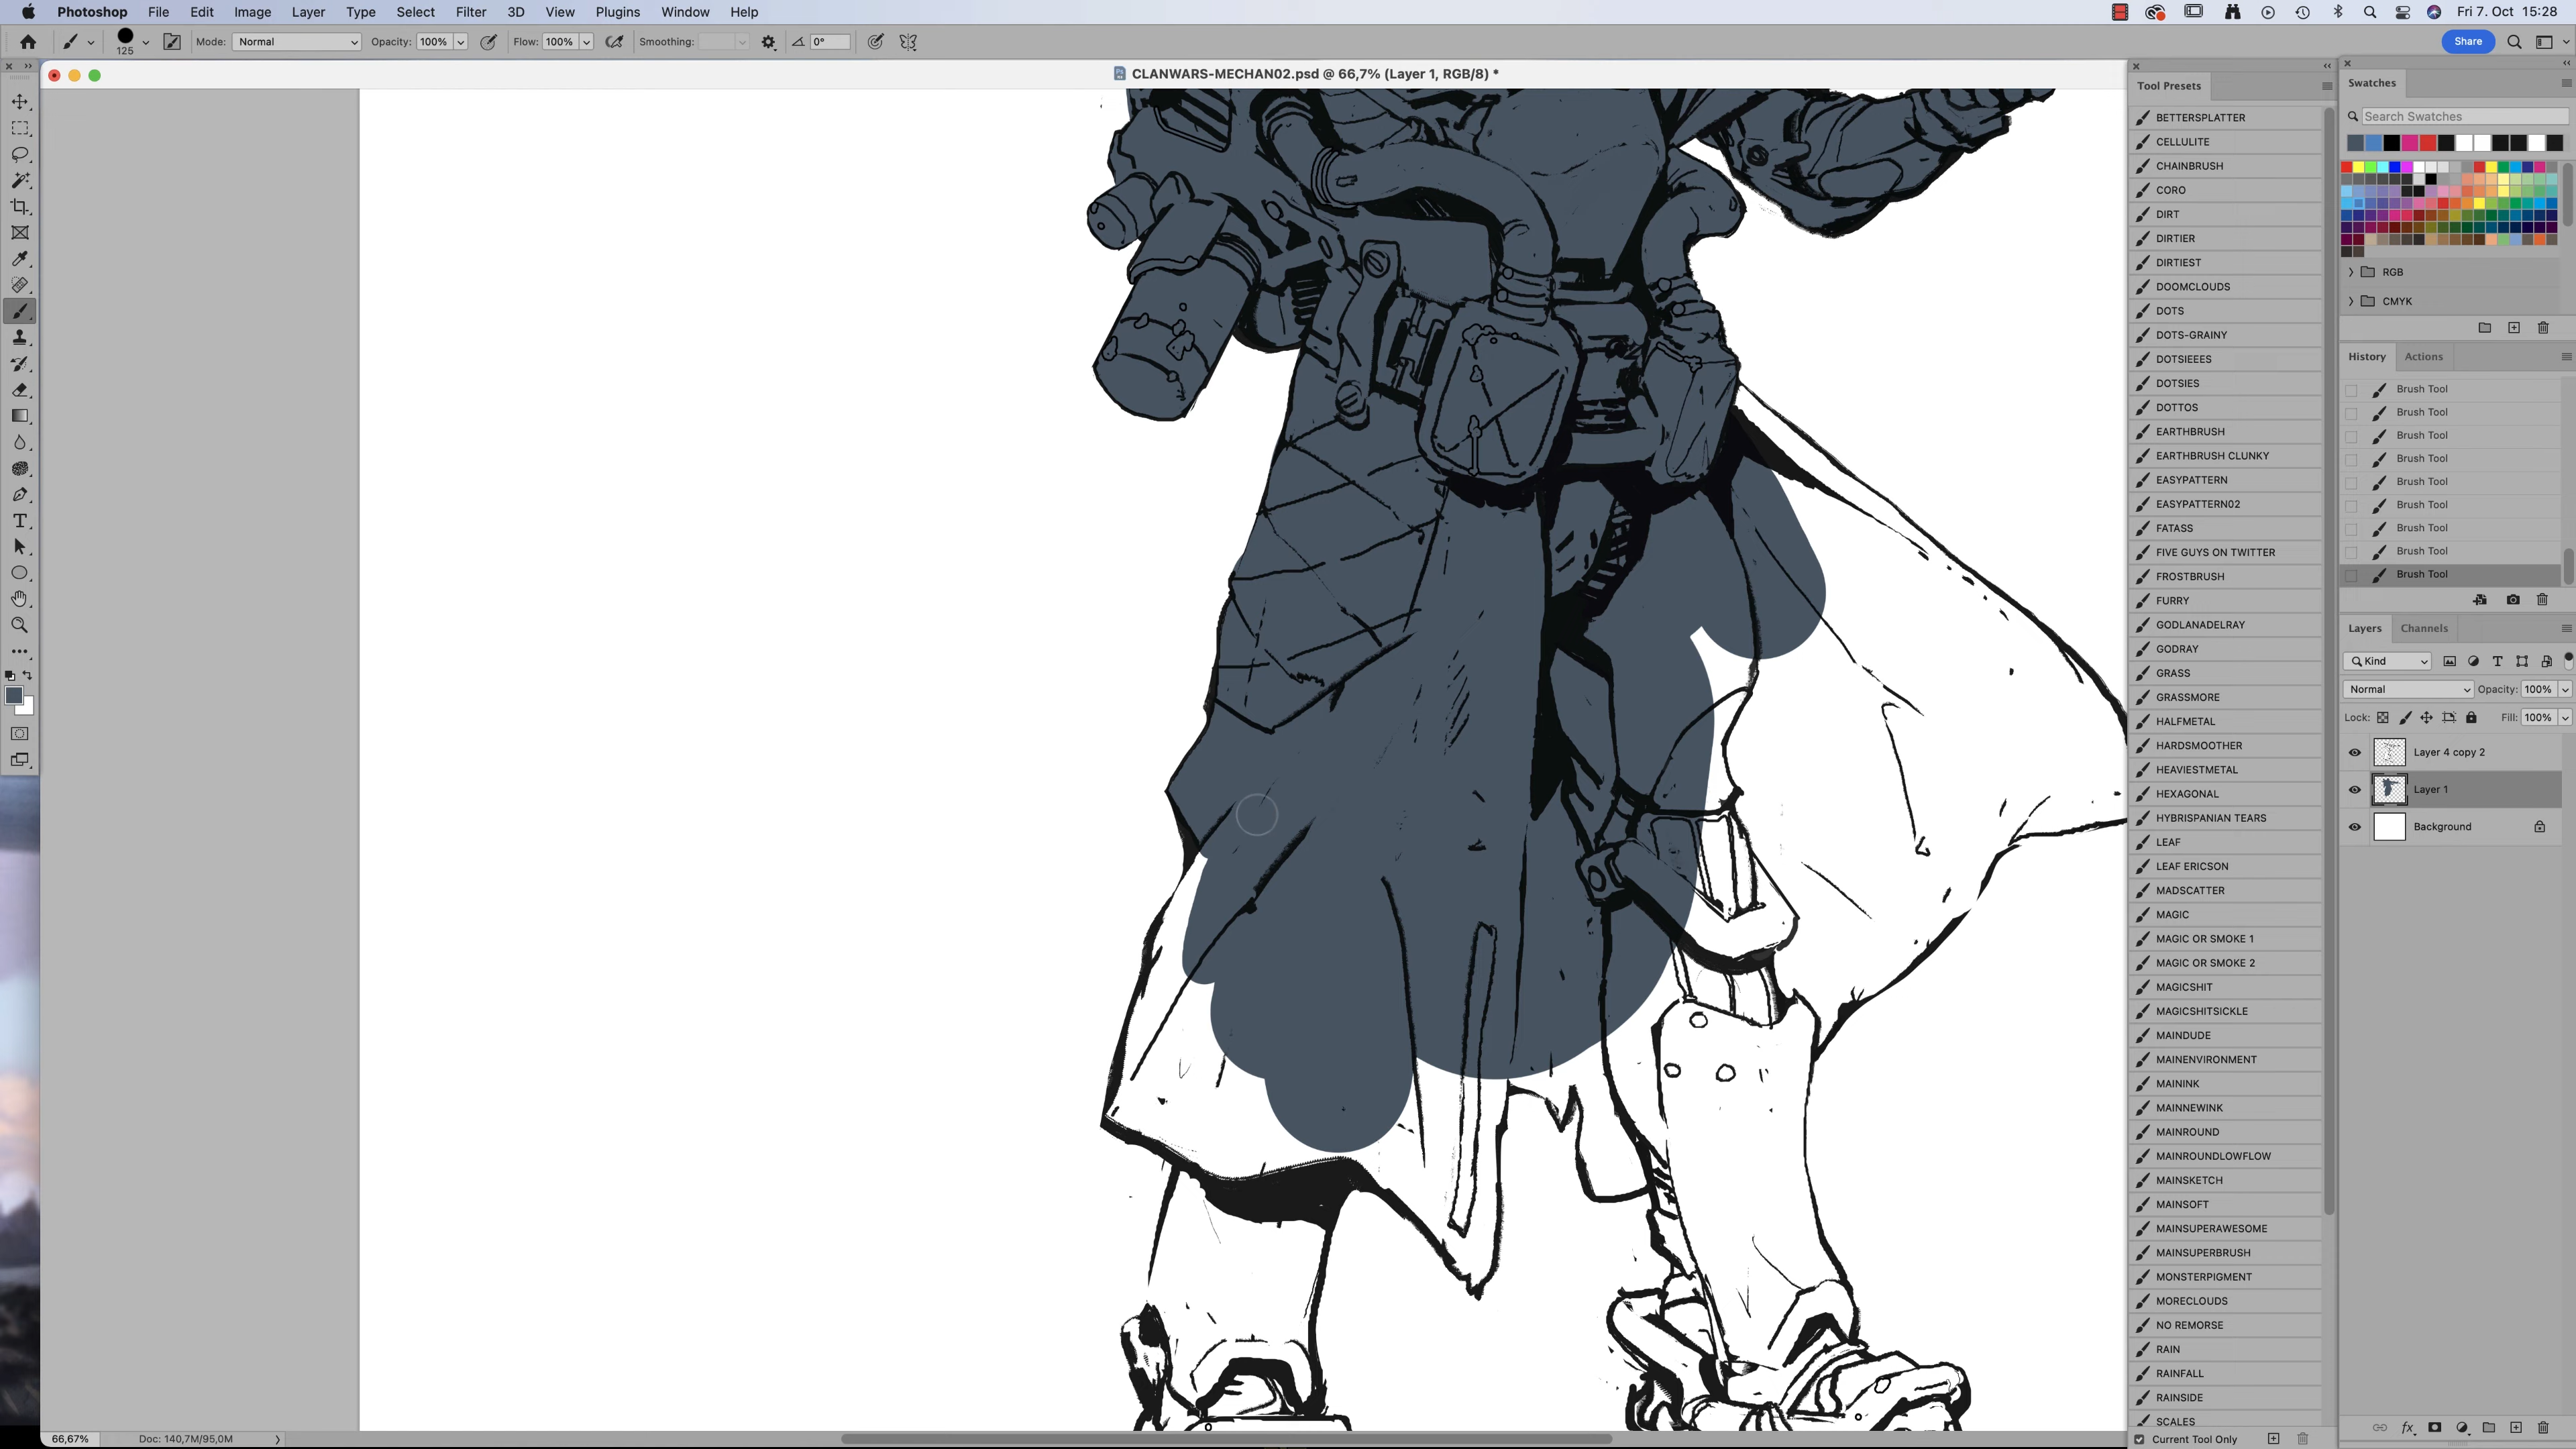 Photoshop File Edit Image Layer Type Select Filter 3D View Plugins Window Help Fri 7. Oct 15:28
125 Mode: Normal Opacity: 100% Flow: 100% Smoothing: 0° Share
CLANWARS-MECHAN02.psd @ 66,7% (Layer 1, RGB/8) *
Tool Presets
BETTERSPLATTER
CELLULITE
CHAINBRUSH
CORO
DIRT
DIRTIER
DIRTIEST
DOOMCLOUDS
DOTS
DOTS-GRAINY
DOTSIEEES
DOTSIES
DOTTOS
EARTHBRUSH
EARTHBRUSH CLUNKY
EASYPATTERN
EASYPATTERN02
FATASS
FIVE GUYS ON TWITTER
FROSTBRUSH
FURRY
GODLANADELRAY
GODRAY
GRASS
GRASSMORE
HALFMETAL
HARDSMOOTHER
HEAVIESTMETAL
HEXAGONAL
HYBRISPANIAN TEARS
LEAF
LEAF ERICSON
MADSCATTER
MAGIC
MAGIC OR SMOKE 1
MAGIC OR SMOKE 2
MAGICSHIT
MAGICSHITSICKLE
MAINDUDE
MAINENVIRONMENT
MAININK
MAINNEWINK
MAINROUND
MAINROUNDLOWFLOW
MAINSKETCH
MAINSOFT
MAINSUPERAWESOME
MAINSUPERBRUSH
MONSTERPIGMENT
MORECLOUDS
NO REMORSE
RAIN
RAINFALL
RAINSIDE
SCALES
Current Tool Only
Swatches
Search Swatches
RGB
CMYK
History Actions
Brush Tool
Brush Tool
Brush Tool
Brush Tool
Brush Tool
Brush Tool
Brush Tool
Brush Tool
Brush Tool
Layers Channels
Kind
Normal Opacity: 100%
Lock: Fill: 100%
Layer 4 copy 2
Layer 1
Background
fx
66,67% Doc: 140,7M/95,0M